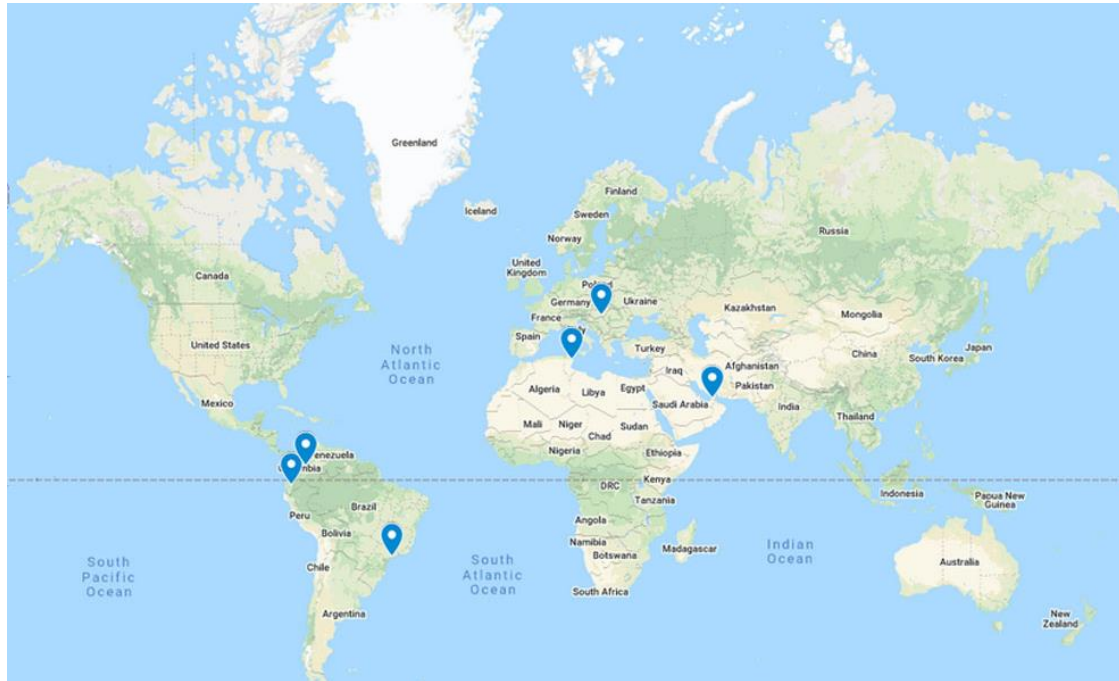 Greenland
Iceland
Finland
Sweden
Norway
Russia
Canada
United
Kingdom
Germany
Ukraine
Kazakhstan
Mongolia
France
Spain
Turkey
United States
North
Atlantic
Ocean
Iraq
Afghanistan
Pakistan
China
South Korea
Japan
Algeria
Libya
Egypt
Saudi Arabia
India
Mexico
Mali
Niger
Chad
Sudan
Thailand
Nigeria
Ethiopia
DRC
Kenya
Tanzania
Indonesia
Papua New
Guinea
Peru
Brazil
Bolivia
Angola
Namibia
Botswana
Madagascar
South
Pacific
Ocean
Chile
South
Atlantic
Ocean
Indian
Ocean
Australia
South Africa
Argentina
New
Zealand